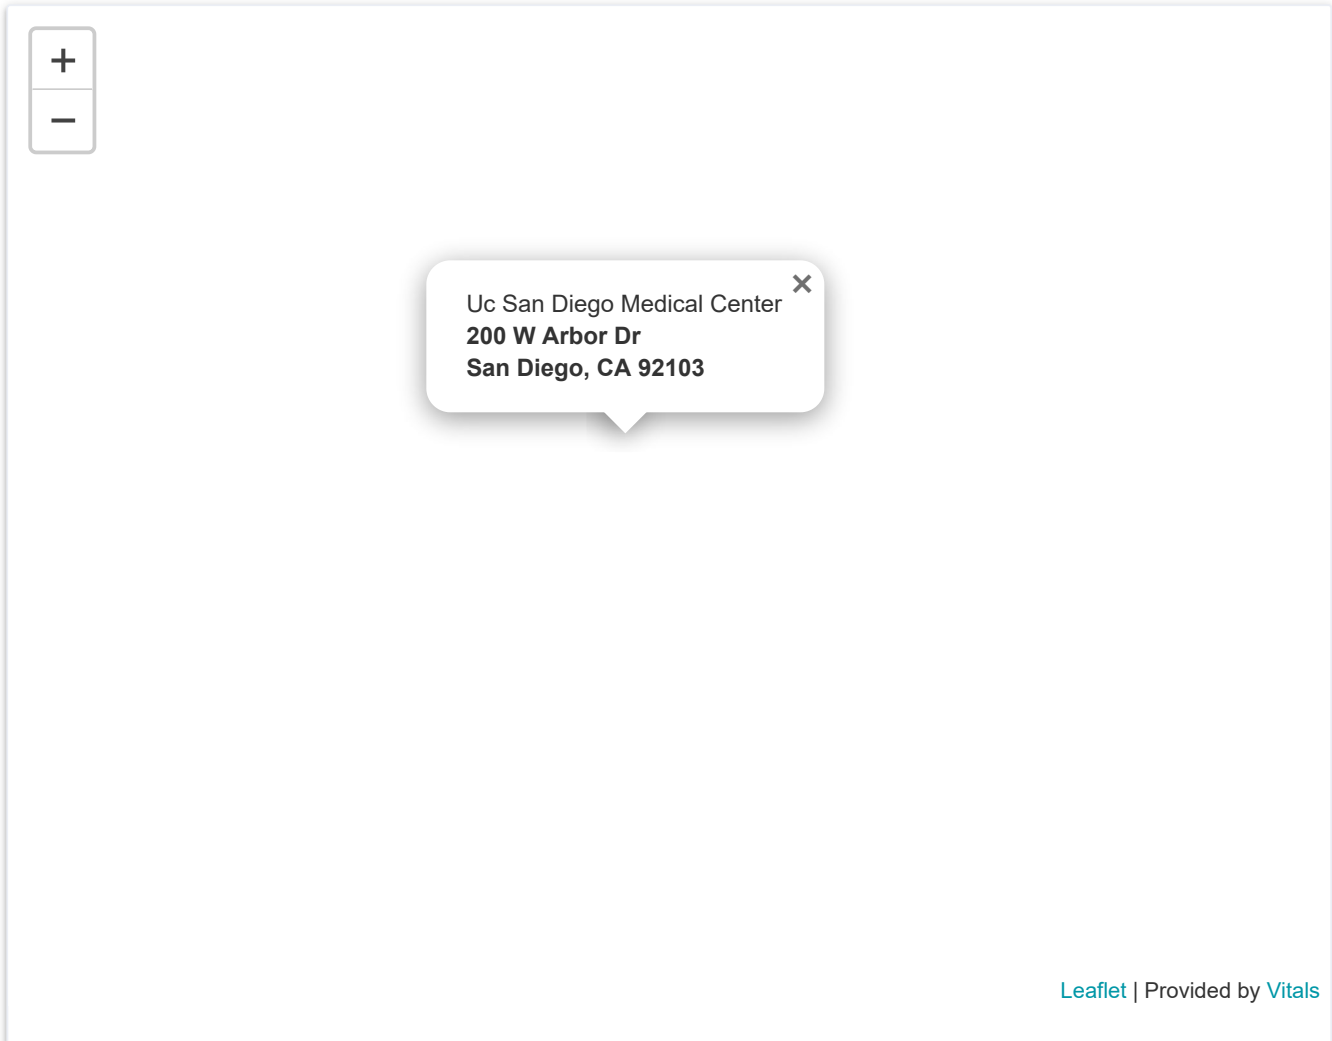 +
−
Uc San Diego Medical Center
×
200 W Arbor Dr
San Diego, CA 92103
Leaflet | Provided by Vitals